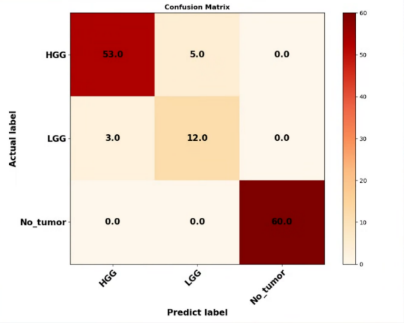 Confusion Matrix
60
HGG 53.0 5.0 0.0
50
40
Actual label
LGG 3.0 12.0 0.0
30
20
No_tumor 0.0 0.0 60.0
10
0
HGG LGG No_tumor
Predict label